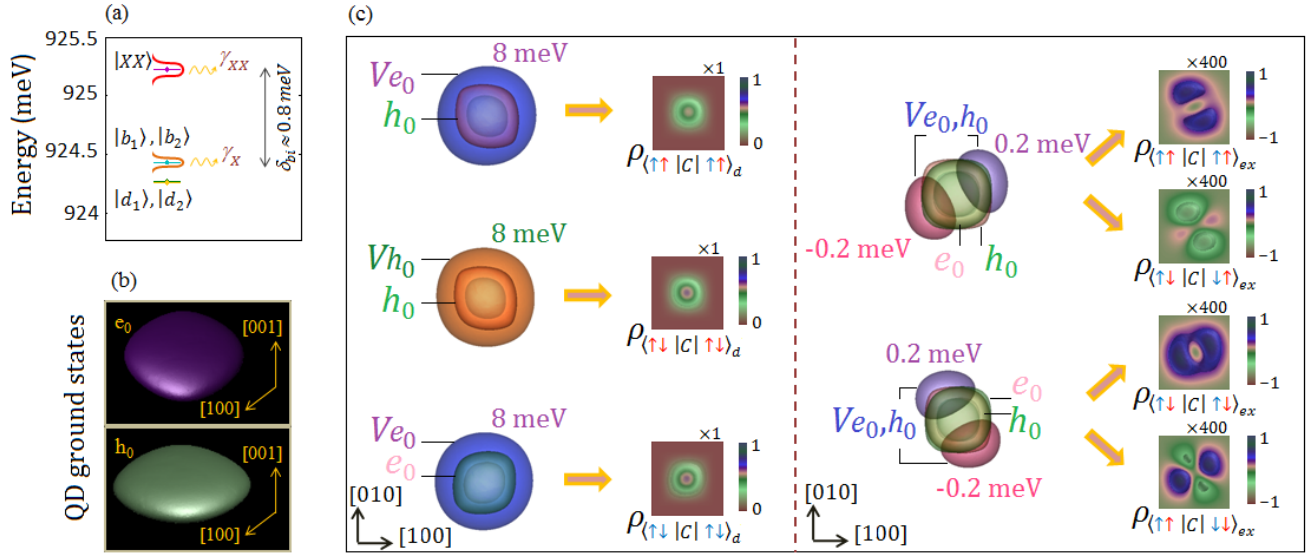 (a)
925.5
925
924.5
924
Energy (meV)
|XX⟩
γXX
|b1⟩,|b2⟩
γX
|d1⟩,|d2⟩
δbi ≈ 0.8 meV
(b)
QD ground states
e0
[001]
[100]
h0
[001]
[100]
(c)
8 meV
Ve0
h0
×1
1
0
ρ⟨↑↑ |C| ↑↑⟩d
8 meV
Vh0
h0
×1
1
0
ρ⟨↑↓ |C| ↑↓⟩d
8 meV
Ve0
e0
×1
1
0
ρ⟨↑↓ |C| ↑↓⟩d
[010]
[100]
Ve0,h0
0.2 meV
-0.2 meV
e0
h0
×400
1
−1
ρ⟨↑↑ |C| ↑↑⟩ex
×400
1
−1
ρ⟨↑↓ |C| ↓↑⟩ex
0.2 meV
e0
Ve0,h0
h0
-0.2 meV
×400
1
−1
ρ⟨↑↓ |C| ↑↓⟩ex
×400
1
−1
ρ⟨↑↑ |C| ↓↓⟩ex
[010]
[100]